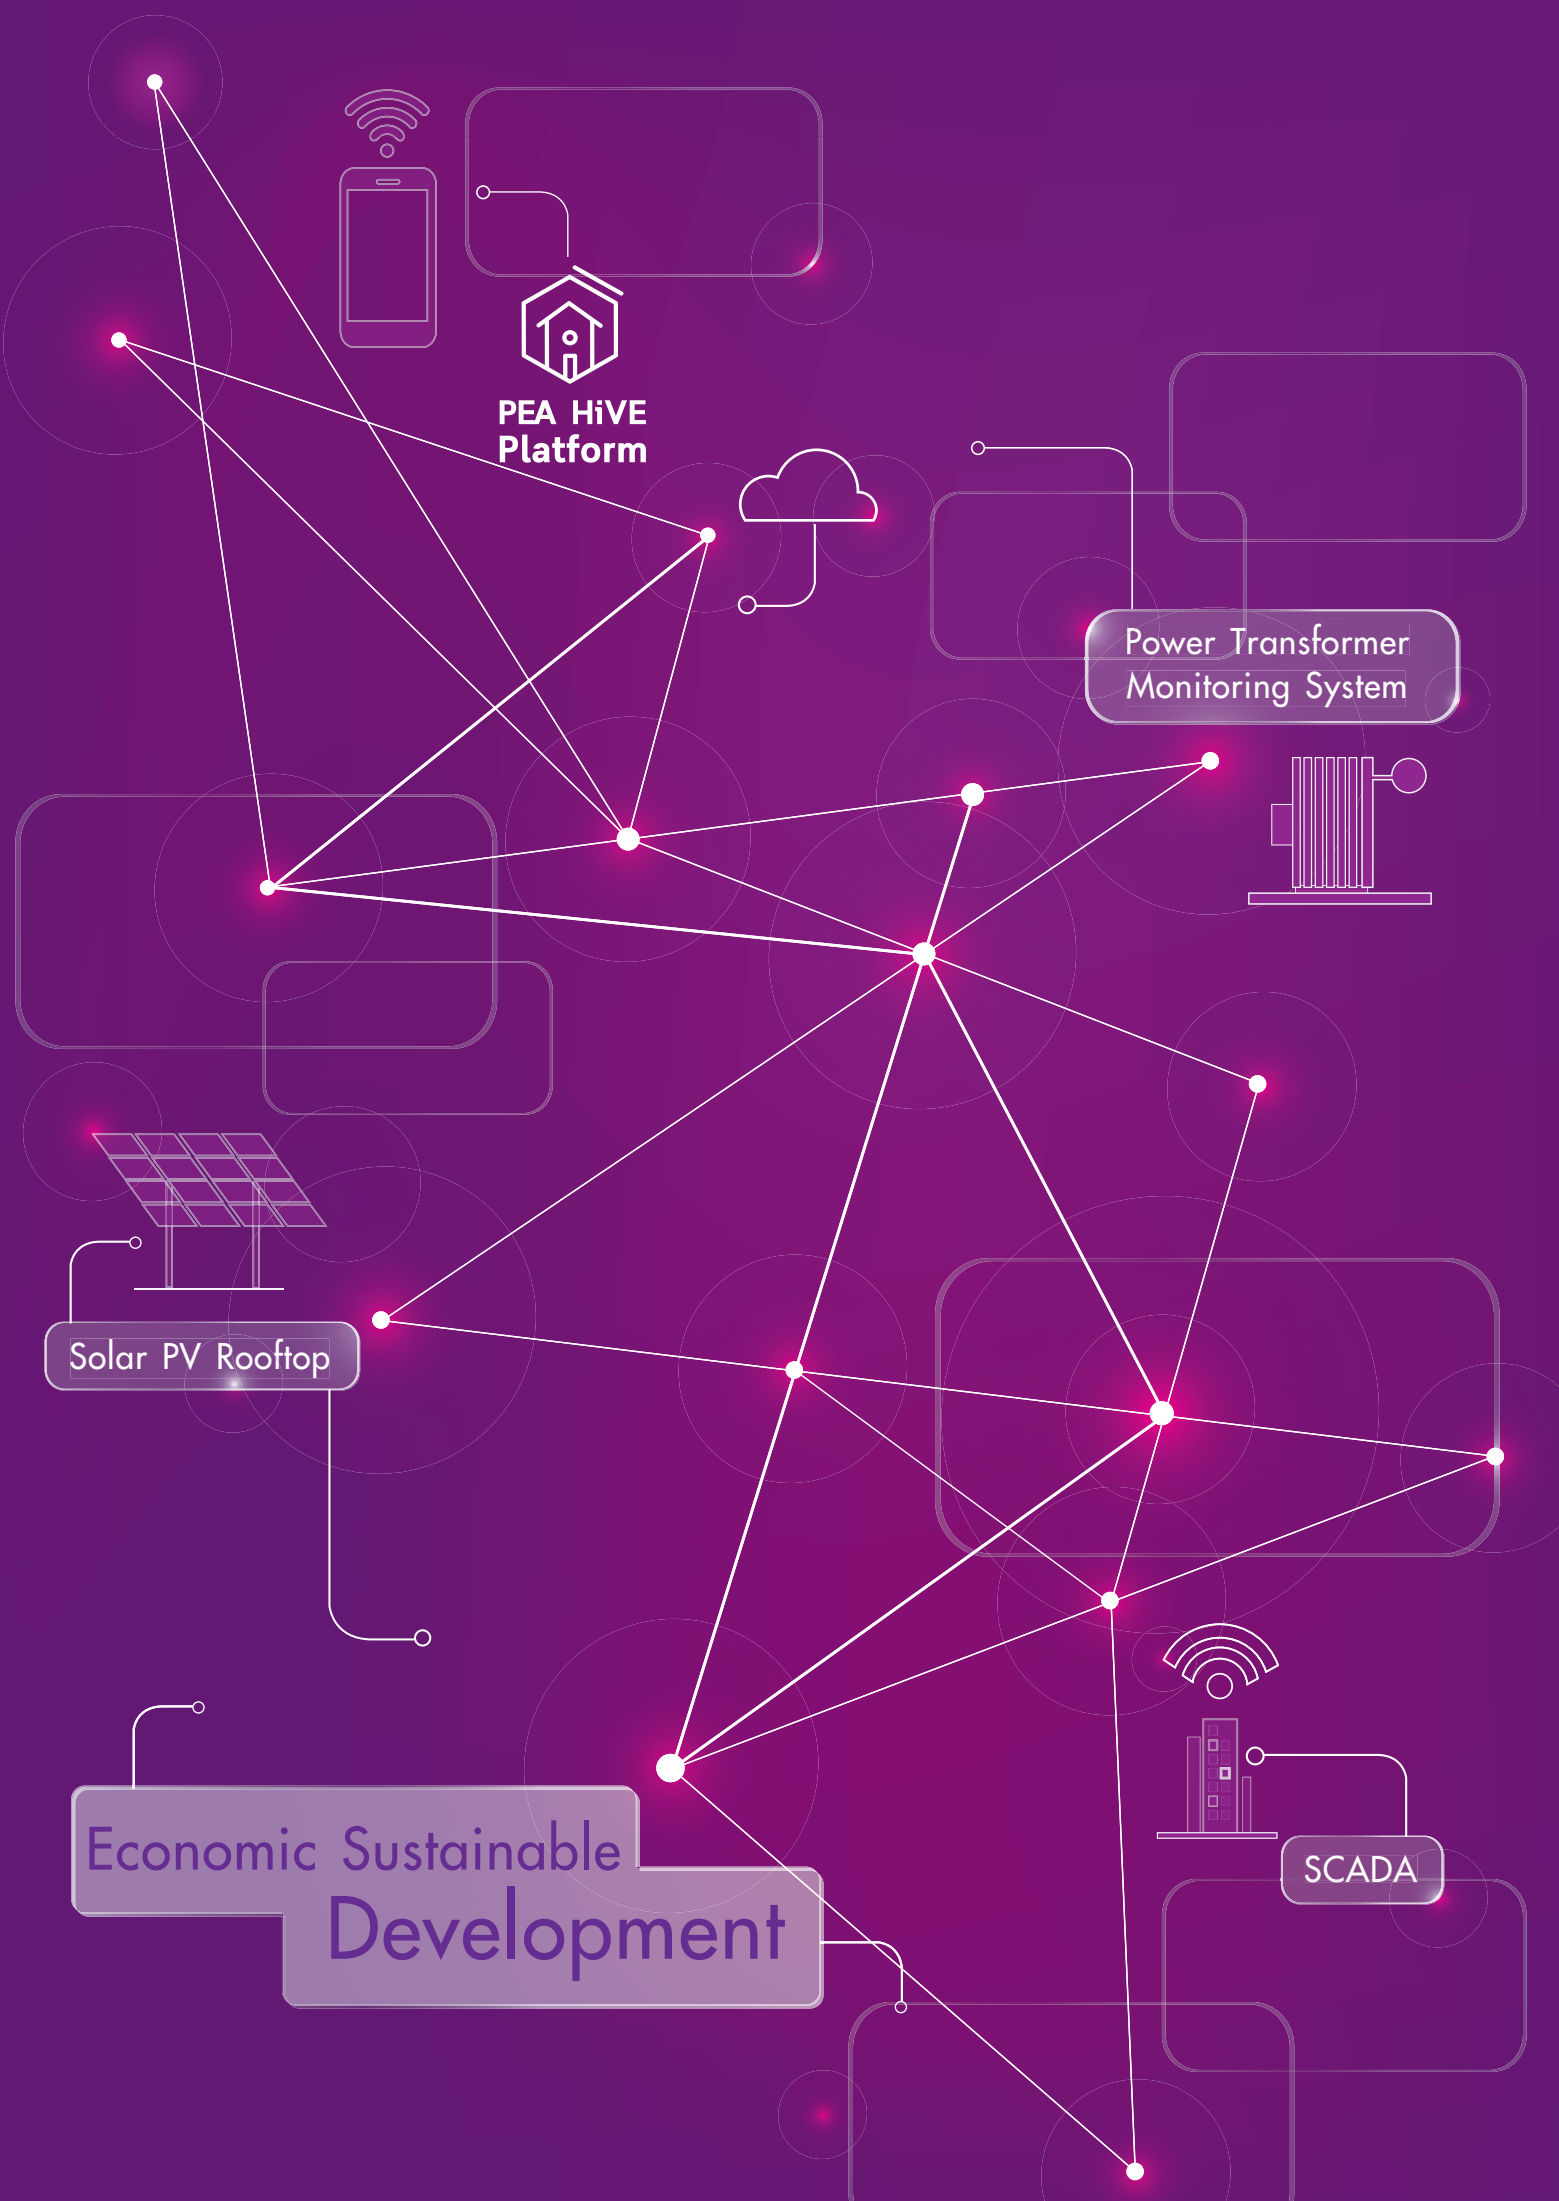 PEA HiVE
Platform
Power Transformer
Monitoring System
Solar PV Rooftop
Economic Sustainable
Development
SCADA